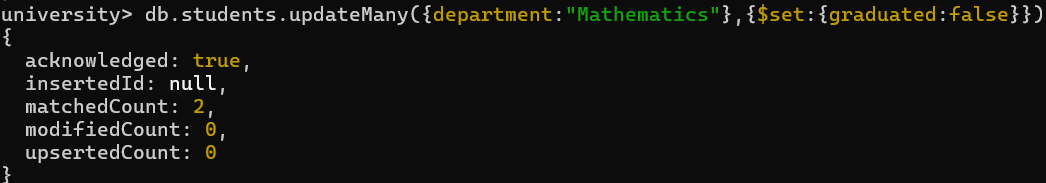 university> db.students.updateMany({department:"Mathematics"},{$set:{graduated:false}})
{
  acknowledged: true,
  insertedId: null,
  matchedCount: 2,
  modifiedCount: 0,
  upsertedCount: 0
}